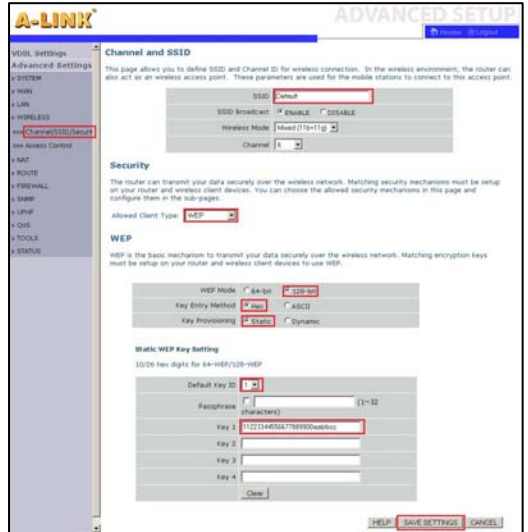 A-LINK
ADVANCED SETUP
Home Logout
VDSL Settings
Advanced Settings
» SYSTEM
» WAN
» LAN
» WIRELESS
»»» Channel/SSID/Securit
»»» Access Control
» NAT
» ROUTE
» FIREWALL
» SNMP
» UPnP
» QoS
» TOOLS
» STATUS
Channel and SSID
This page allows you to define SSID and Channel ID for wireless connection. In the wireless environment, the router can
also act as an wireless access point. These parameters are used for the mobile stations to connect to this access point.
SSID Default
SSID Broadcast ENABLE DISABLE
Wireless Mode Mixed (11b+11g)
Channel 6
Security
The router can transmit your data securely over the wireless network. Matching security mechanisms must be setup
on your router and wireless client devices. You can choose the allowed security mechanisms in this page and
configure them in the sub-pages.
Allowed Client Type: WEP
WEP
WEP is the basic mechanism to transmit your data securely over the wireless network. Matching encryption keys
must be setup on your router and wireless client devices to use WEP.
WEP Mode 64-bit 128-bit
Key Entry Method Hex ASCII
Key Provisioning Static Dynamic
Static WEP Key Setting
10/26 hex digits for 64-WEP/128-WEP
Default Key ID 1
Passphrase (1~32
characters)
Key 1
Key 2
Key 3
Key 4
Clear
HELP SAVE SETTINGS CANCEL